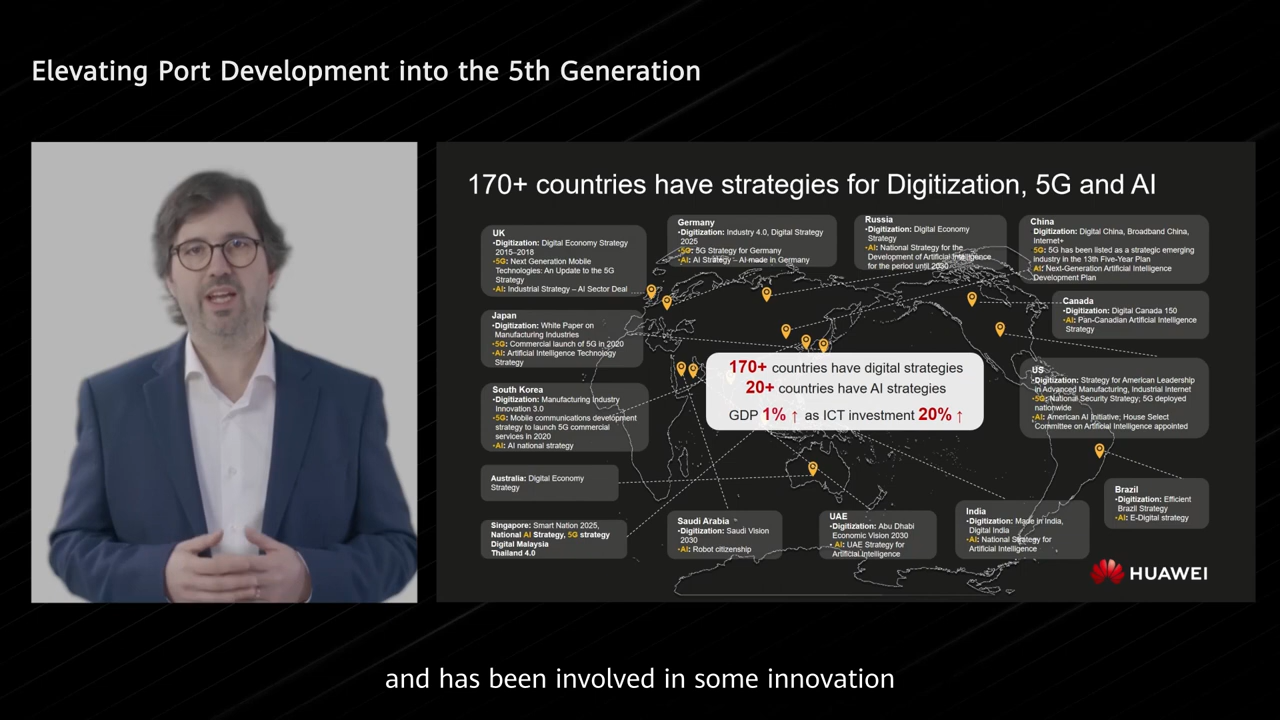 Elevating Port Development into the 5th Generation
170+ countries have strategies for Digitization, 5G and AI
UK
•Digitization: Digital Economy Strategy
2015–2018
•5G: Next Generation Mobile
Technologies: An Update to the 5G
Strategy
•AI: Industrial Strategy – AI Sector Deal
Germany
•Digitization: Industry 4.0, Digital Strategy
2025
•5G: 5G Strategy for Germany
•AI: AI Strategy – AI made in Germany
Russia
•Digitization: Digital Economy
Strategy
•AI: National Strategy for the
Development of Artificial Intelligence
for the period until 2030
China
Digitization: Digital China, Broadband China,
Internet+
5G: 5G has been listed as a strategic emerging
industry in the 13th Five-Year Plan
AI: Next-Generation Artificial Intelligence
Development Plan
Japan
•Digitization: White Paper on
Manufacturing Industries
•5G: Commercial launch of 5G in 2020
•AI: Artificial Intelligence Technology
Strategy
Canada
•Digitization: Digital Canada 150
•AI: Pan-Canadian Artificial Intelligence
Strategy
170+ countries have digital strategies
20+ countries have AI strategies
GDP 1% ↑ as ICT investment 20% ↑
US
•Digitization: Strategy for American Leadership
in Advanced Manufacturing, Industrial Internet
•5G: National Security Strategy; 5G deployed
nationwide
•AI: American AI Initiative; House Select
Committee on Artificial Intelligence appointed
South Korea
•Digitization: Manufacturing Industry
Innovation 3.0
•5G: Mobile communications development
strategy to launch 5G commercial
services in 2020
•AI: AI national strategy
Australia: Digital Economy
Strategy
Brazil
•Digitization: Efficient
Brazil Strategy
•AI: E-Digital strategy
Singapore: Smart Nation 2025,
National AI Strategy, 5G strategy
Digital Malaysia
Thailand 4.0
Saudi Arabia
•Digitization: Saudi Vision
2030
•AI: Robot citizenship
UAE
•Digitization: Abu Dhabi
Economic Vision 2030
•AI: UAE Strategy for
Artificial Intelligence
India
•Digitization: Made in India,
Digital India
•AI: National Strategy for
Artificial Intelligence
HUAWEI
and has been involved in some innovation